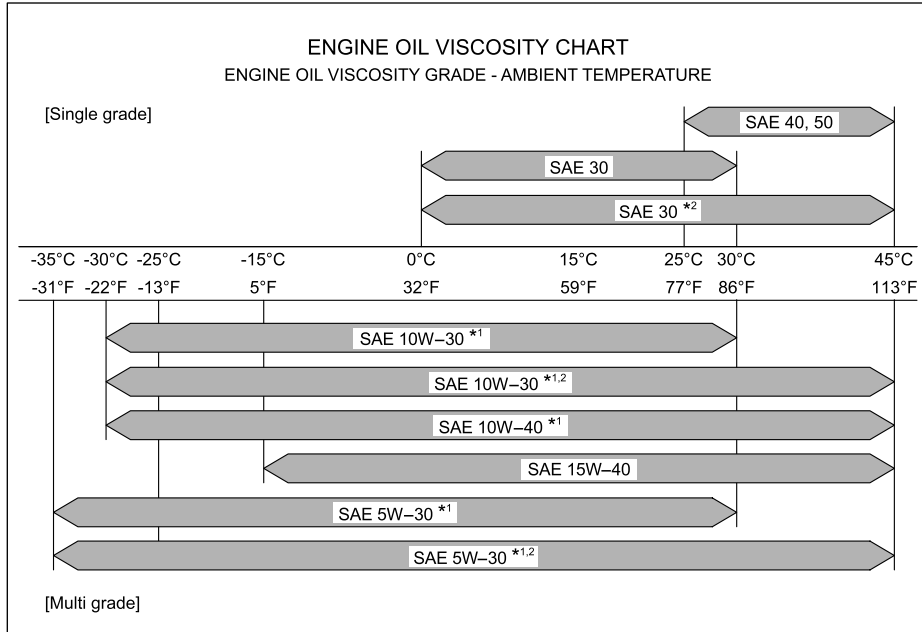 ENGINE OIL VISCOSITY CHART
ENGINE OIL VISCOSITY GRADE - AMBIENT TEMPERATURE
[Single grade]
SAE 40, 50
SAE 30
SAE 30 *2
-35°C -30°C -25°C -15°C 0°C 15°C 25°C 30°C 45°C
-31°F -22°F -13°F 5°F 32°F 59°F 77°F 86°F 113°F
SAE 10W–30 *1
SAE 10W–30 *1,2
SAE 10W–40 *1
SAE 15W–40
SAE 5W–30 *1
SAE 5W–30 *1,2
[Multi grade]